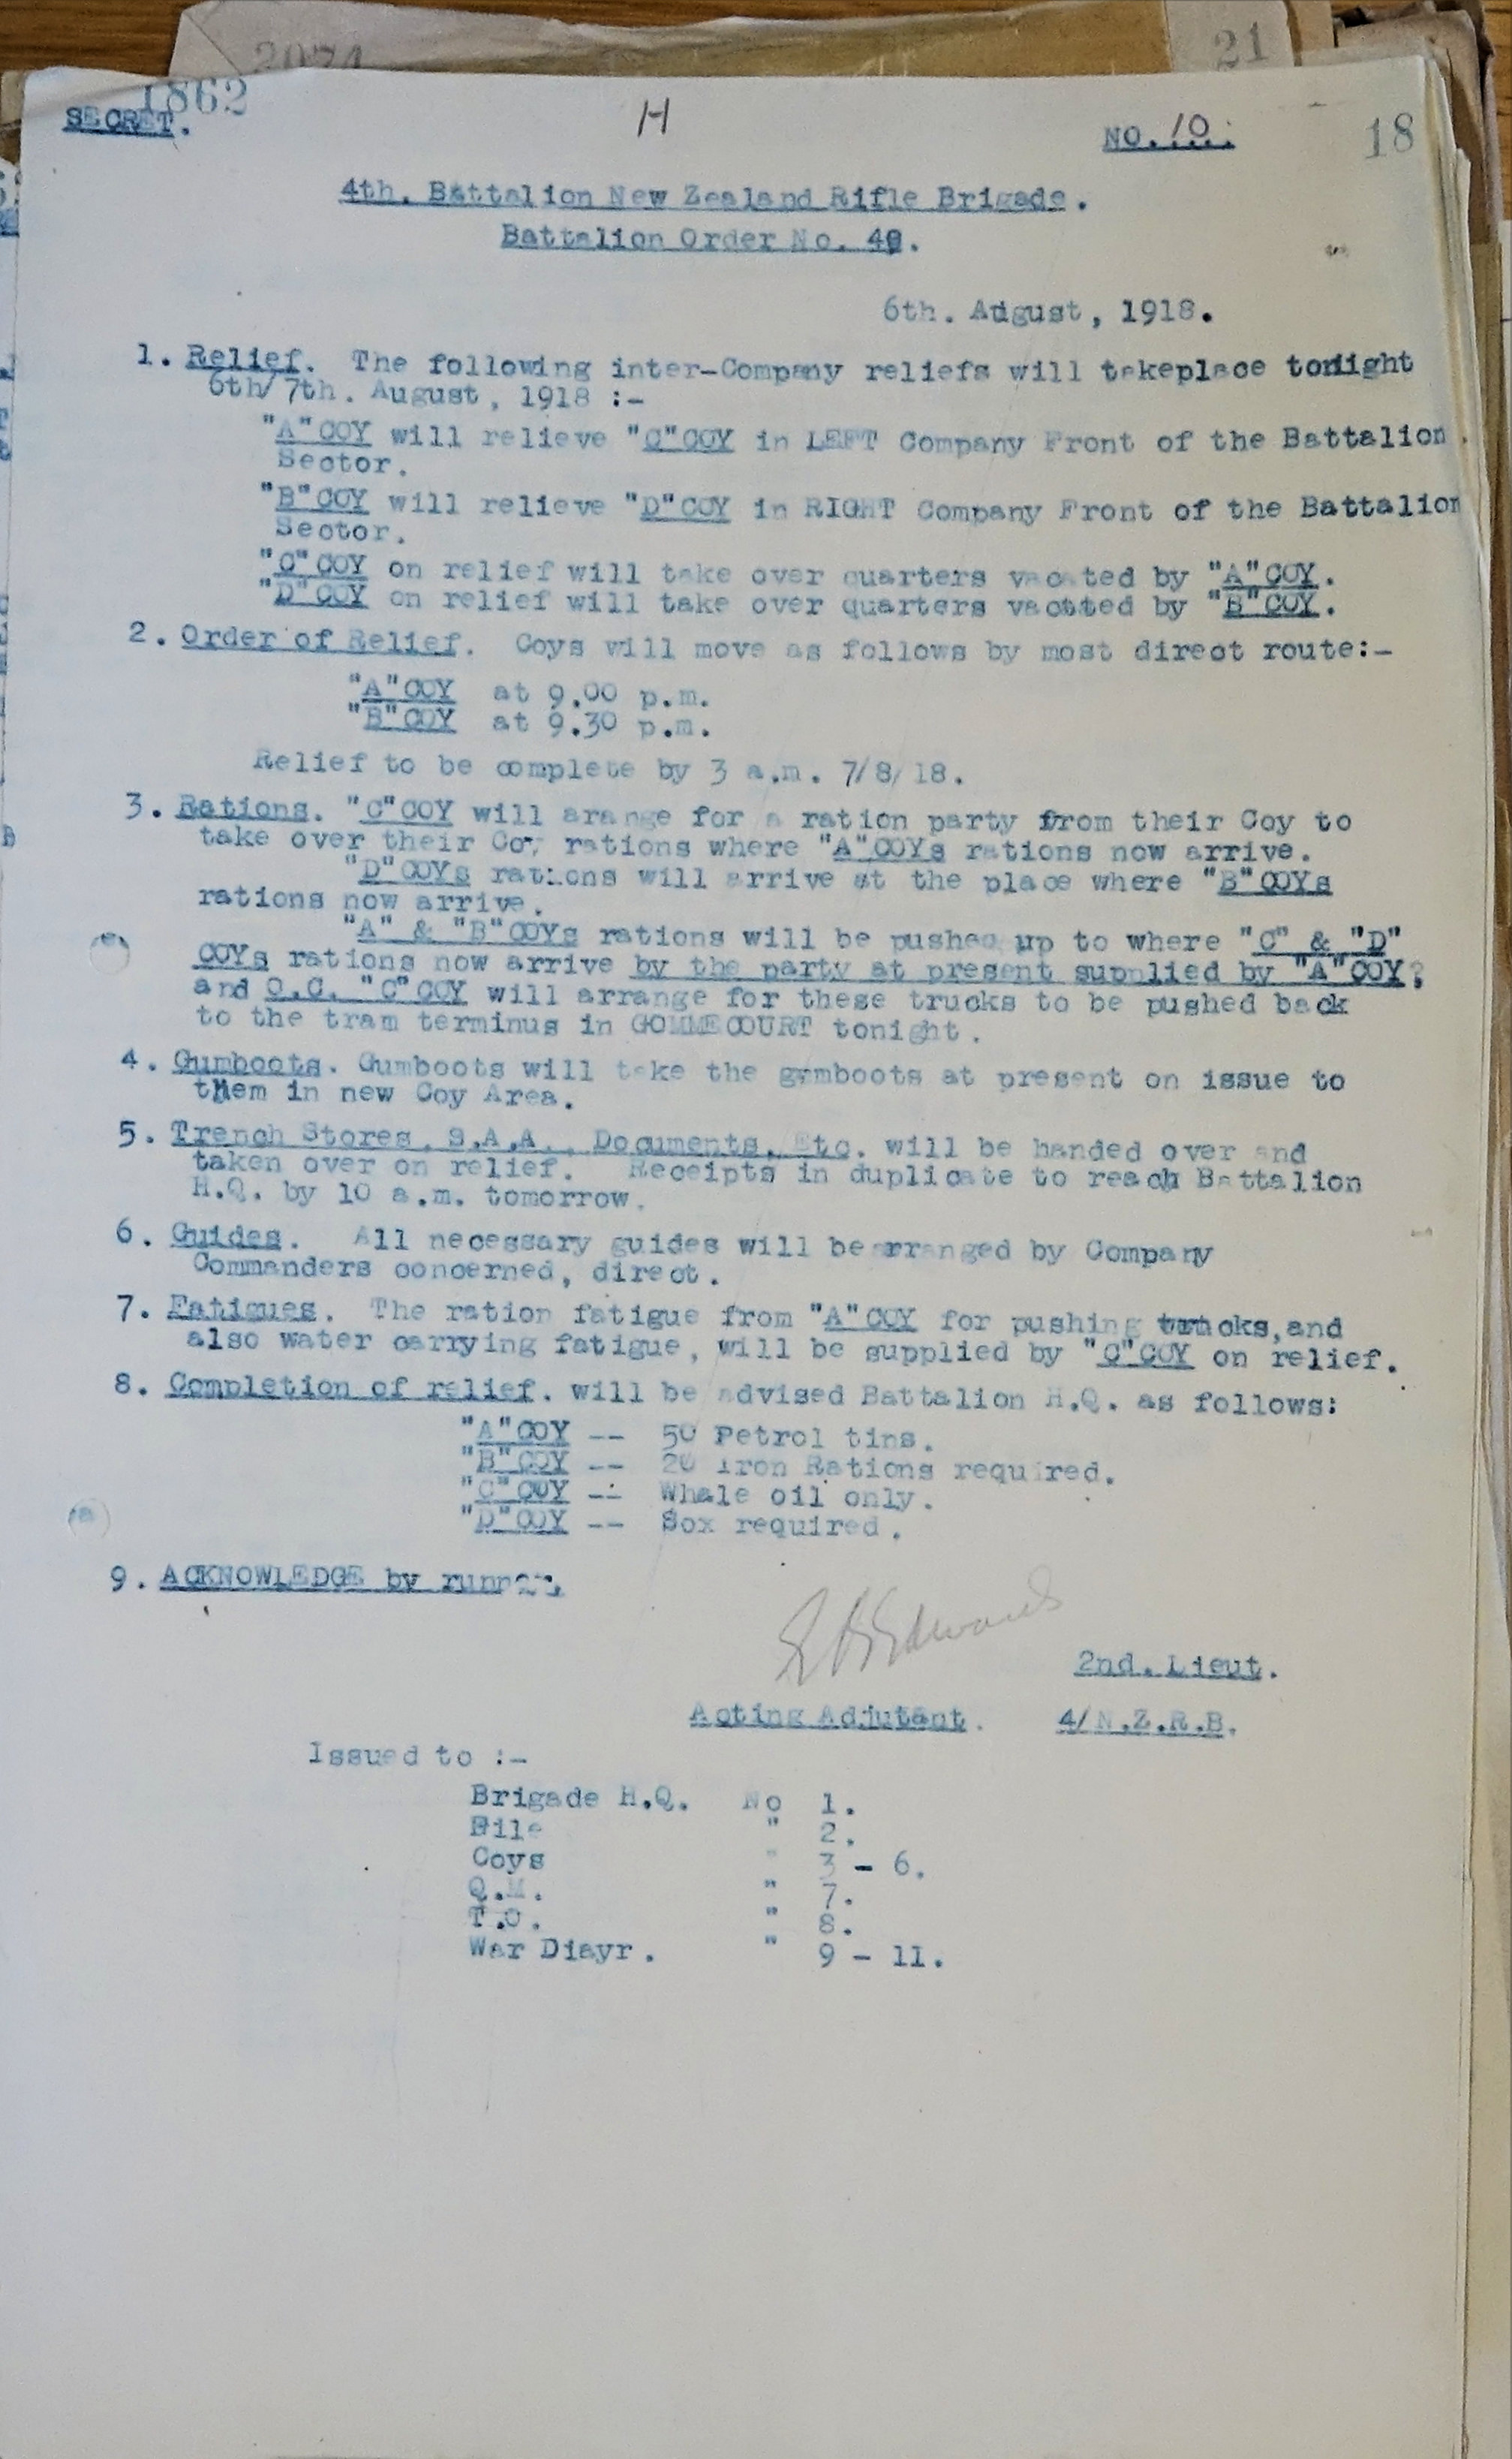 2074
21
1862
SECRET.
H
NO. 10.
18
4th. Battalion New Zealand Rifle Brigade.
Battalion Order No.
6th. August, 1918.
1. Relief. The following inter-Company reliefs will takeplace tonight
6th/7th. August, 1918 :-
"A"COY will relieve "C"COY in LEFT Company Front of the Battalion
Sector.
"B"COY will relieve "D"COY in RIGHT Company Front of the Battalion
Sector.
"C"COY on relief will take over quarters vacated by "A"COY.
"D"COY on relief will take over quarters vacated by "B"COY.
2. Order of Relief. Coys will move as follows by most direct route:-
"A"COY at 9.00 p.m.
"B"COY at 9.30 p.m.
Relief to be complete by 3 a.m. 7/8/18.
3. Rations. "C"COY will arange for a ration party from their Coy to
take over their Coy rations where "A"COYs rations now arrive.
"D"COYs rations will arrive at the place where "B"COYs
rations now arrive.
"A" & "B"COYs rations will be pushed up to where "C" & "D"
COYs rations now arrive by the party at present supplied by "A"COY;
and O.C. "C"COY will arrange for these trucks to be pushed back
to the tram terminus in GOMMECOURT tonight.
4. Gumboots. Gumboots will take the gumboots at present on issue to
them in new Coy Area.
5. Trench Stores, S.A.A., Documents, Etc. will be handed over and
taken over on relief. Receipts in duplicate to reach Battalion
H.Q. by 10 a.m. tomorrow.
6. Guides. All necessary guides will bearranged by Company
Commanders concerned, direct.
7. Fatigues. The ration fatigue from "A"COY for pushing trucks,and
also water carrying fatigue, will be supplied by "C"COY on relief.
8. Completion of relief. will be advised Battalion H.Q. as follows:
"A"COY -- 50 Petrol tins.
"B"COY -- 20 Iron Rations required.
"C"COY -- Whale oil only.
"D"COY -- Sox required.
9. ACKNOWLEDGE by runner.
Edwards
2nd. Lieut.
Acting Adjutant. 4/N.Z.R.B.
Issued to :-
Brigade H.Q. No 1.
File " 2.
Coys " 3 - 6.
Q.M. " 7.
T.O. " 8.
War Diayr. " 9 - 11.